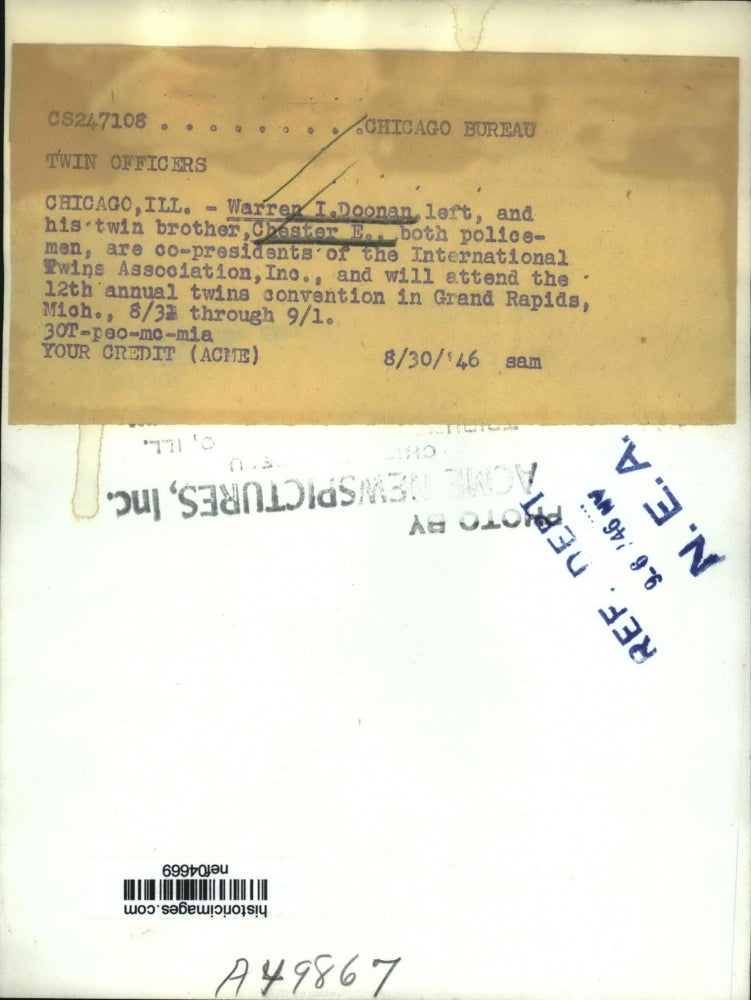 CS247108 . . . . . . . . . .CHICAGO BUREAU
TWIN OFFICERS
CHICAGO,ILL. - Warren I.Doonan,left, and
his twin brother,Chester E., both police-
men, are co-presidents of the International
Twins Association,Inc., and will attend the
12th annual twins convention in Grand Rapids,
Mich., 8/31 through 9/1.
30T-peo-mc-mia
YOUR CREDIT (ACME) 8/30/'46 sam
PHOTO BY
ACME NEWSPICTURES, Inc.
O, ILL.
REF. DEPT
9-6 '46
N. E. A.
historicimages.com
nef04669
A49867